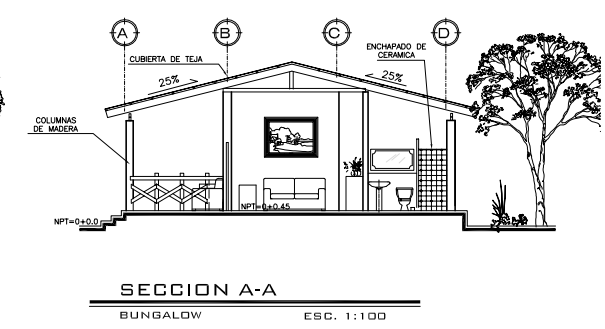 A B C D
CUBIERTA DE TEJA
ENCHAPADO DE
CERAMICA
25%
25%
COLUMNAS
DE MADERA
NPT=0+0.45
NPT=0+0.0
SECCION A-A
BUNGALOW ESC. 1:100